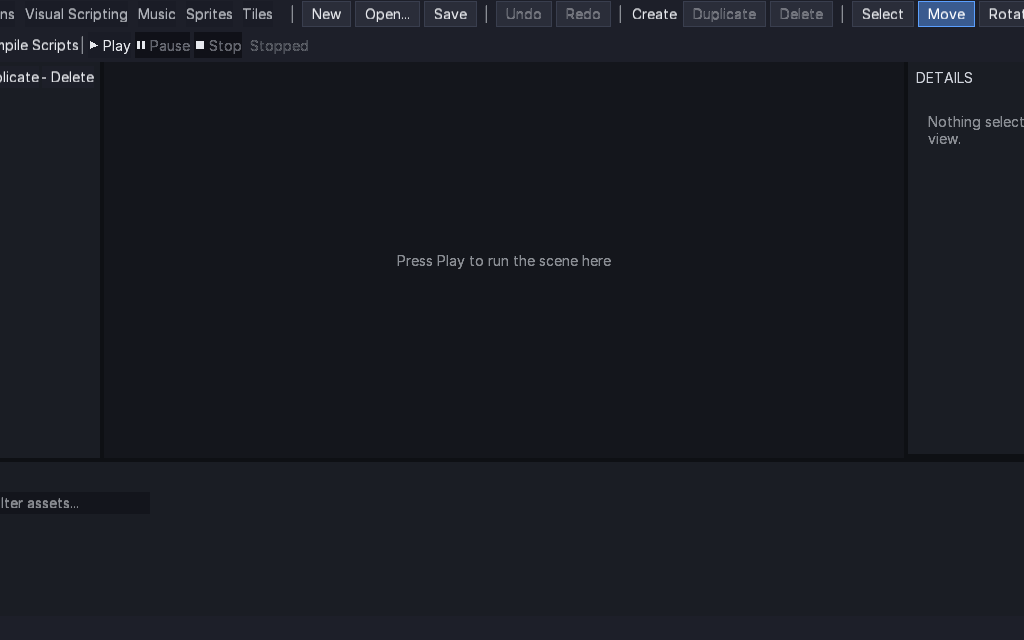 ns Visual Scripting Music Sprites Tiles | New Open... Save | Undo Redo | Create Duplicate Delete | Select Move Rotat
npile Scripts | Play Pause Stop Stopped
plicate - Delete
DETAILS
Nothing select
view.
Press Play to run the scene here
lter assets...